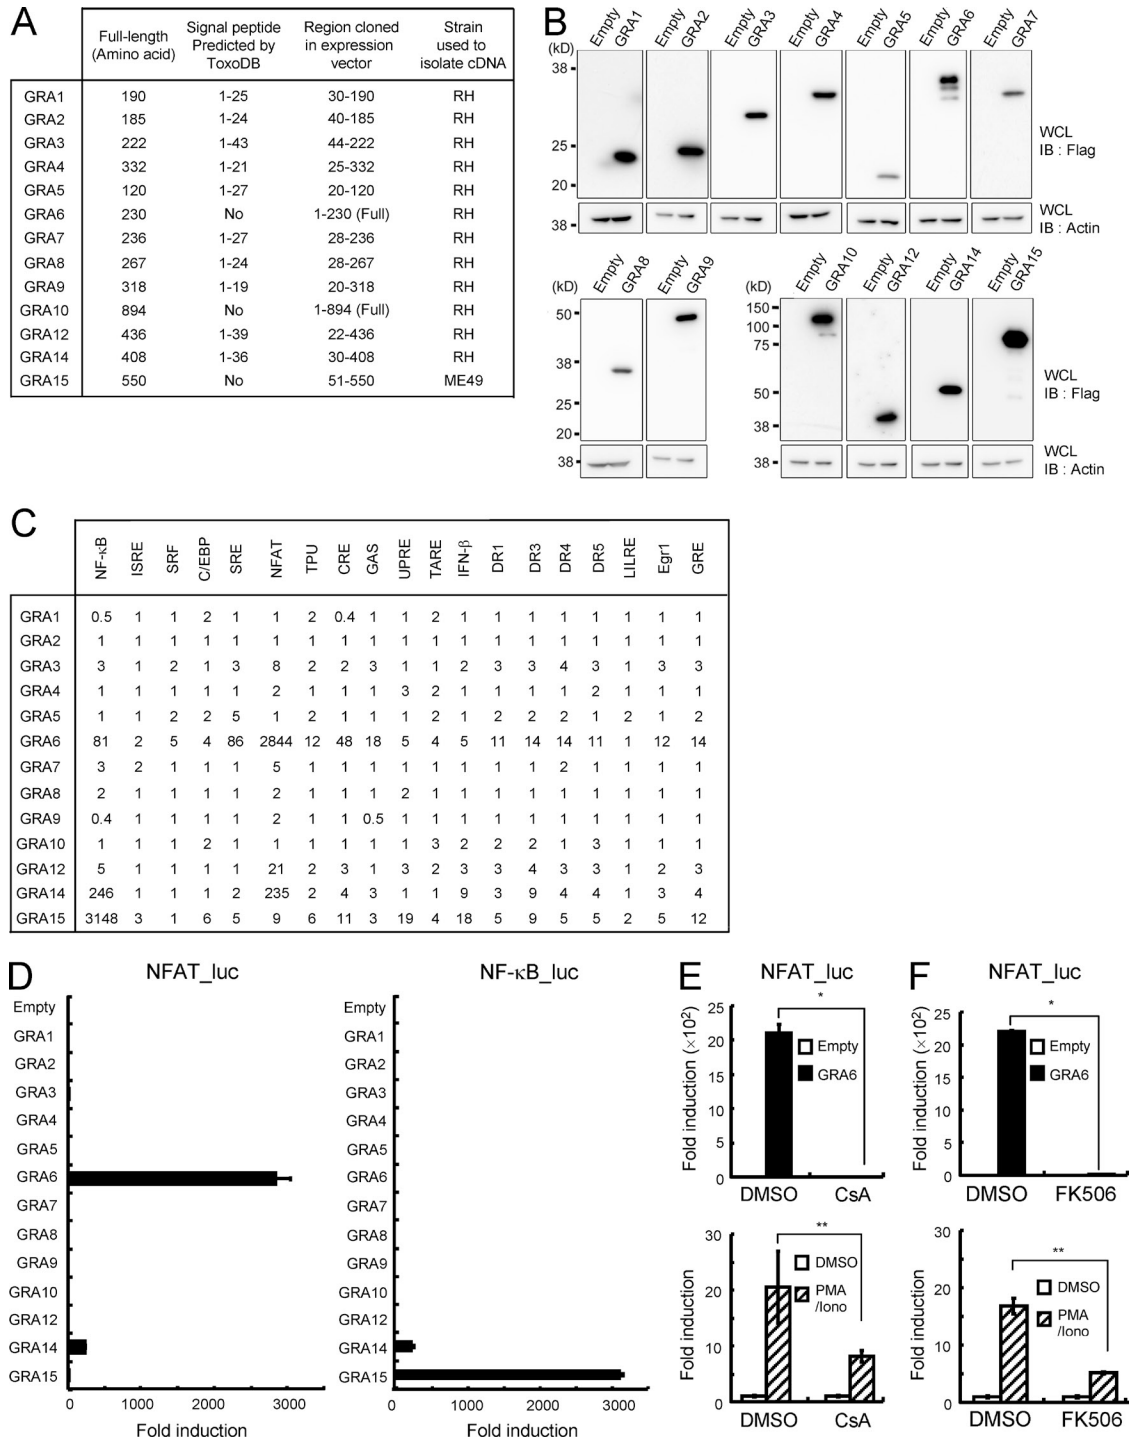 A
Full-length (Amino acid) Signal peptide Predicted by ToxoDB Region cloned in expression vector Strain used to isolate cDNA
GRA1 190 1-25 30-190 RH
GRA2 185 1-24 40-185 RH
GRA3 222 1-43 44-222 RH
GRA4 332 1-21 25-332 RH
GRA5 120 1-27 20-120 RH
GRA6 230 No 1-230 (Full) RH
GRA7 236 1-27 28-236 RH
GRA8 267 1-24 28-267 RH
GRA9 318 1-19 20-318 RH
GRA10 894 No 1-894 (Full) RH
GRA12 436 1-39 22-436 RH
GRA14 408 1-36 30-408 RH
GRA15 550 No 51-550 ME49
B
(kD) Empty GRA1 Empty GRA2 Empty GRA3 Empty GRA4 Empty GRA5 Empty GRA6 Empty GRA7
38
25
20
WCL
IB : Flag
38
WCL
IB : Actin
(kD) Empty GRA8 Empty GRA9
50
38
25
20
38
(kD) Empty GRA10 Empty GRA12 Empty GRA14 Empty GRA15
150
100
75
50
38
WCL
IB : Flag
38
WCL
IB : Actin
C
NF-κB ISRE SRF C/EBP SRE NFAT TPU CRE GAS UPRE TARE IFN-β DR1 DR3 DR4 DR5 LILRE Egr1 GRE
GRA1 0.5 1 1 2 1 1 2 0.4 1 1 2 1 1 1 1 1 1 1 1
GRA2 1 1 1 1 1 1 1 1 1 1 1 1 1 1 1 1 1 1 1
GRA3 3 1 2 1 3 8 2 2 3 1 1 2 3 3 4 3 1 3 3
GRA4 1 1 1 1 1 2 1 1 1 3 2 1 1 1 1 2 1 1 1
GRA5 1 1 2 2 5 1 2 1 1 1 2 1 2 2 2 1 2 1 2
GRA6 81 2 5 4 86 2844 12 48 18 5 4 5 11 14 14 11 1 12 14
GRA7 3 2 1 1 1 5 1 1 1 1 1 1 1 1 2 1 1 1 1
GRA8 2 1 1 1 1 2 1 1 1 2 1 1 1 1 1 1 1 1 1
GRA9 0.4 1 1 1 1 2 1 1 0.5 1 1 1 1 1 1 1 1 1 1
GRA10 1 1 1 2 1 1 1 1 1 1 3 2 2 2 1 3 1 1 1
GRA12 5 1 1 1 1 21 2 3 1 3 2 3 3 4 3 3 1 2 3
GRA14 246 1 1 1 2 235 2 4 3 1 1 9 3 9 4 4 1 3 4
GRA15 3148 3 1 6 5 9 6 11 3 19 4 18 5 9 5 5 2 5 12
D
NFAT_luc
Empty
GRA1
GRA2
GRA3
GRA4
GRA5
GRA6
GRA7
GRA8
GRA9
GRA10
GRA12
GRA14
GRA15
0 1000 2000 3000
Fold induction
NF-κB_luc
Empty
GRA1
GRA2
GRA3
GRA4
GRA5
GRA6
GRA7
GRA8
GRA9
GRA10
GRA12
GRA14
GRA15
0 1000 2000 3000
Fold induction
E
NFAT_luc
Fold induction (×10²)
25
20
15
10
5
0
*
Empty
GRA6
DMSO CsA
Fold induction
30
20
10
0
**
DMSO
PMA
/Iono
DMSO CsA
F
NFAT_luc
Fold induction (×10²)
25
20
15
10
5
0
*
Empty
GRA6
DMSO FK506
Fold induction
30
20
10
0
**
DMSO
PMA
/Iono
DMSO FK506